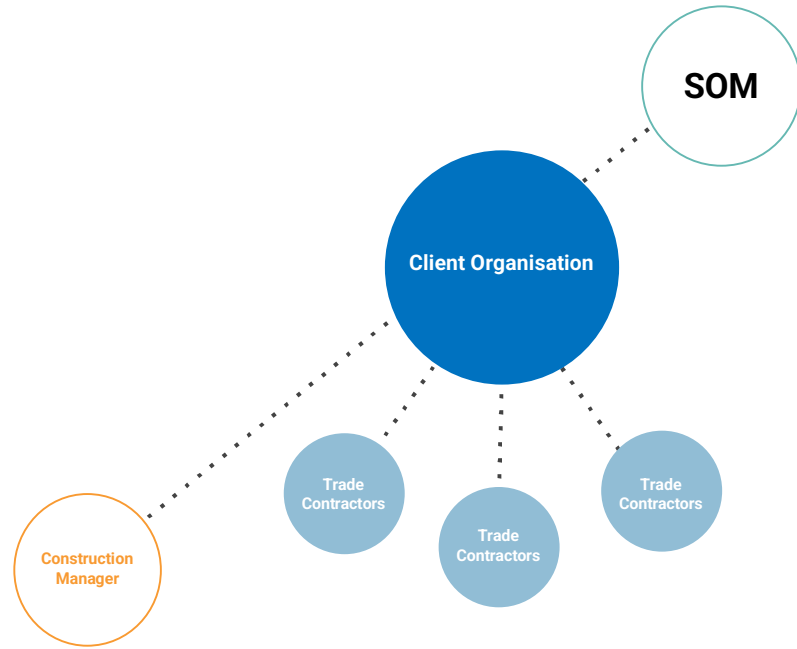 SOM
Client Organisation
Trade
Contractors
Trade
Contractors
Trade
Contractors
Construction
Manager